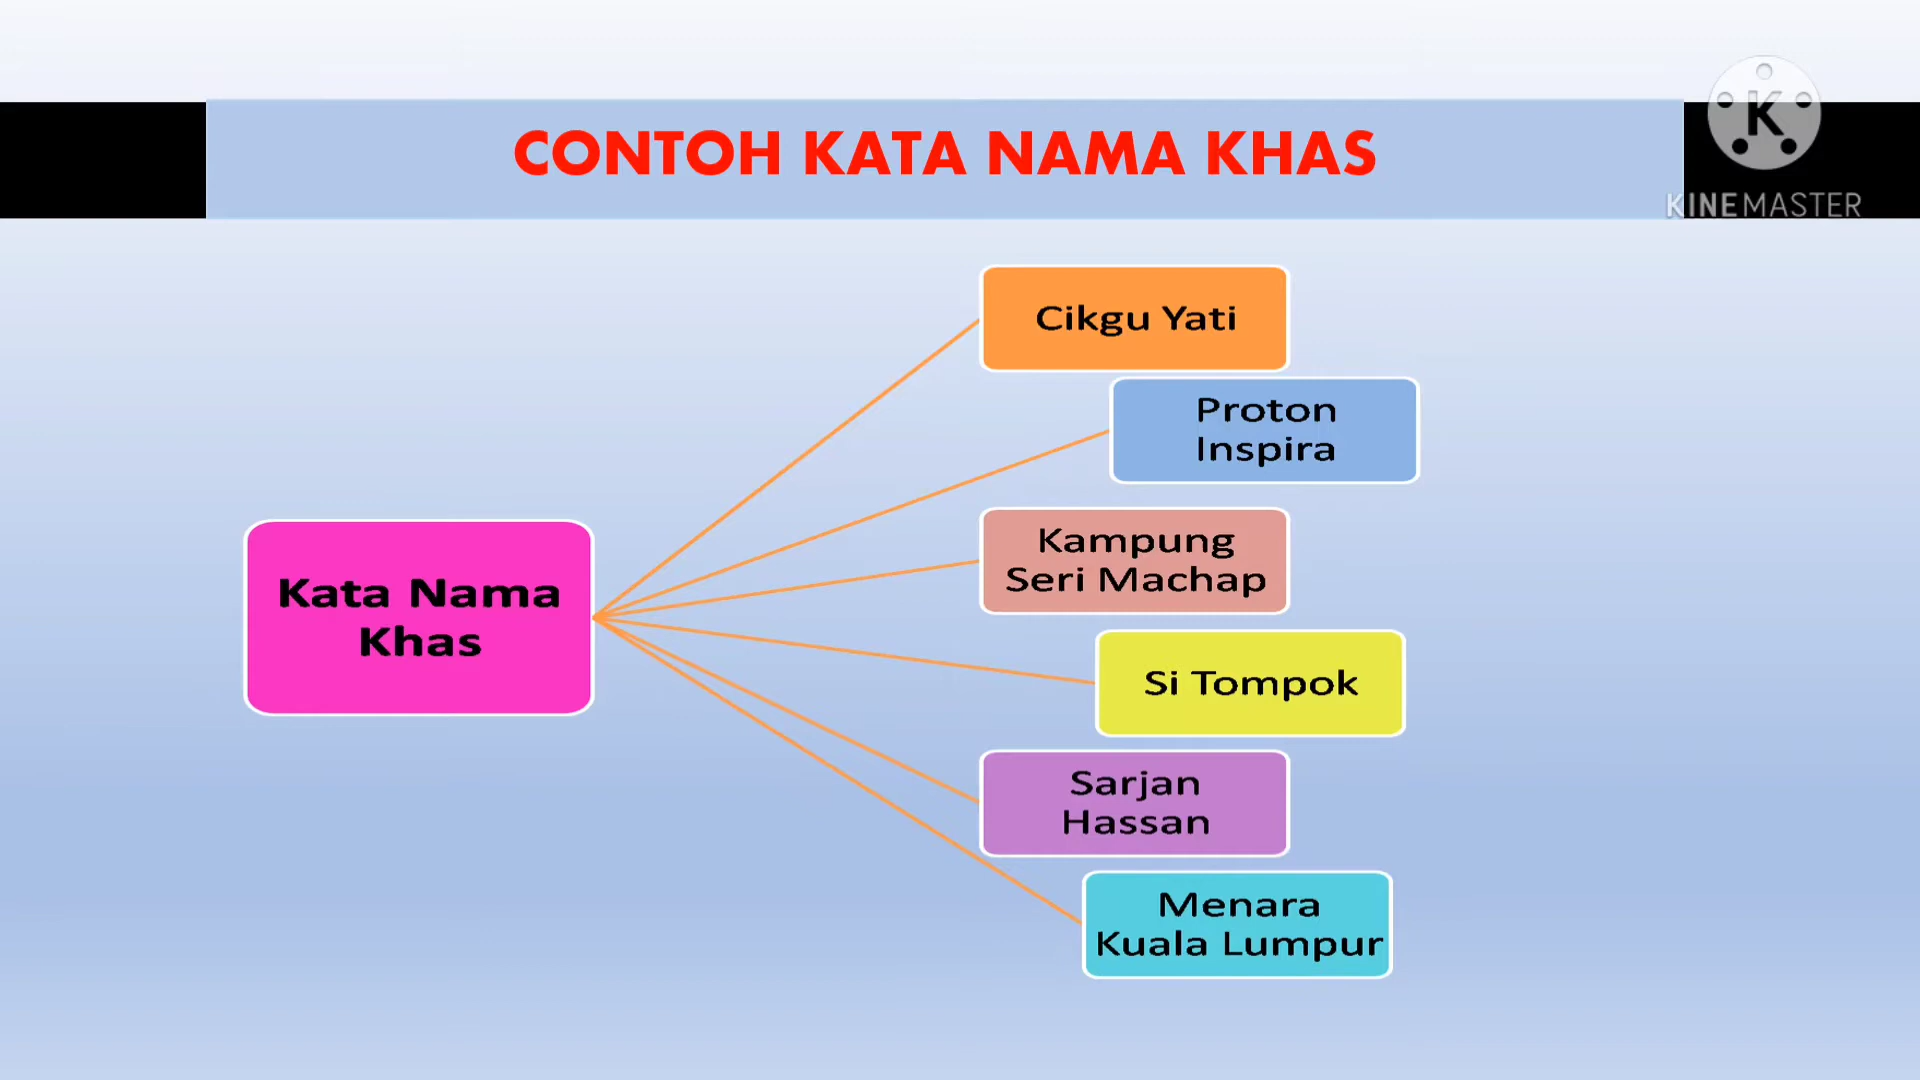 CONTOH KATA NAMA KHAS
K
KINEMASTER
Cikgu Yati
Proton
Inspira
Kampung
Seri Machap
Kata Nama
Khas
Si Tompok
Sarjan
Hassan
Menara
Kuala Lumpur